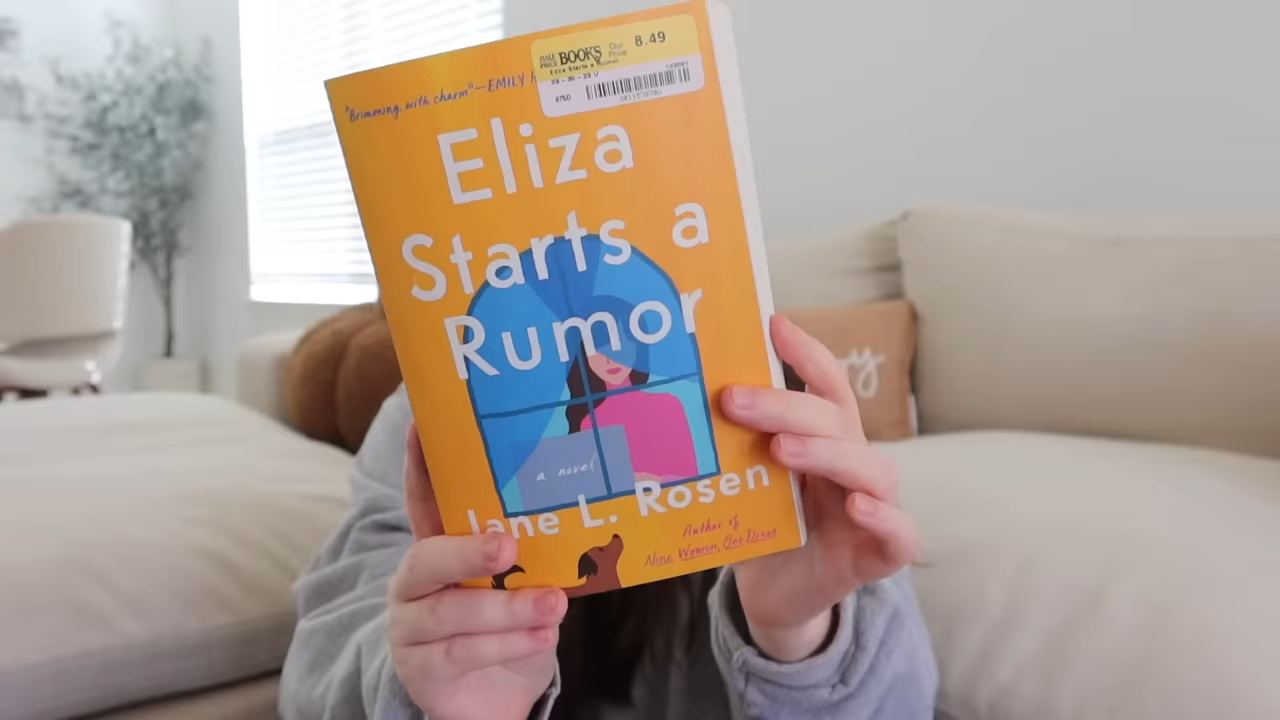 HALF PRICE BOOKS Our Price 8.49
Eliza Starts a Rumor
"Brimming with charm"—EMILY
Eliza
Starts a
Rumor
a novel
Jane L. Rosen
Author of
Nine Women, One Dress